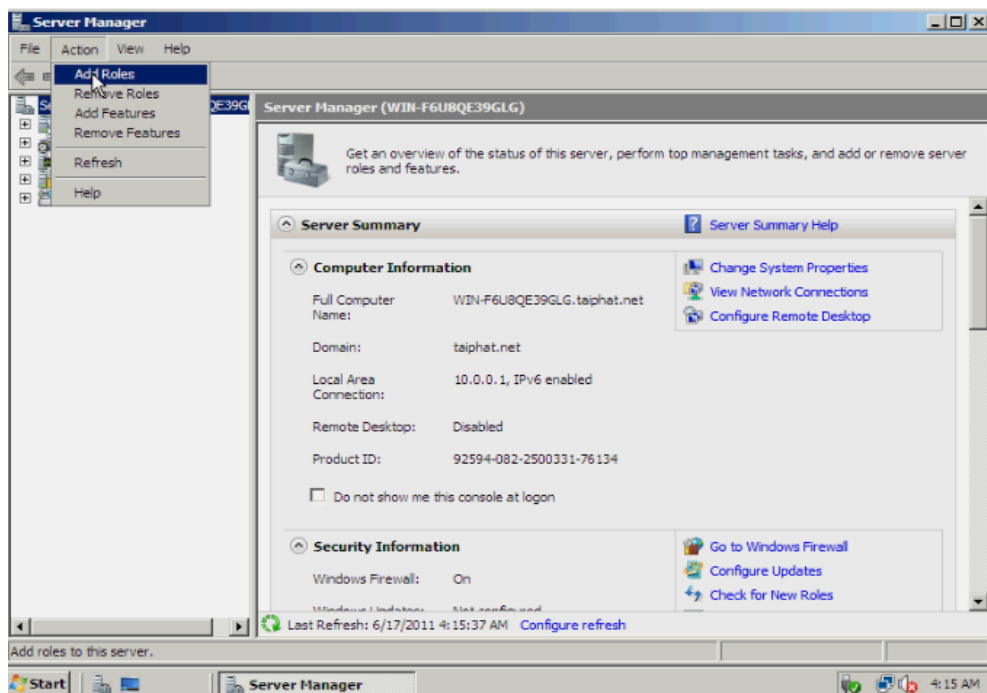 Server Manager
File Action View Help
Add Roles
Remove Roles
Add Features
Remove Features
Refresh
Help
QE39Gl
Server Manager (WIN-F6U8QE39GLG)
Get an overview of the status of this server, perform top management tasks, and add or remove server
roles and features.
Server Summary
Server Summary Help
Computer Information
Full Computer Name: WIN-F6U8QE39GLG.taiphat.net
Domain: taiphat.net
Local Area Connection: 10.0.0.1, IPv6 enabled
Remote Desktop: Disabled
Product ID: 92594-082-2500331-76134
Do not show me this console at logon
Change System Properties
View Network Connections
Configure Remote Desktop
Security Information
Windows Firewall: On
Windows Updates: Not configured
Go to Windows Firewall
Configure Updates
Check for New Roles
Last Refresh: 6/17/2011 4:15:37 AM Configure refresh
Add roles to this server.
Start
Server Manager
4:15 AM